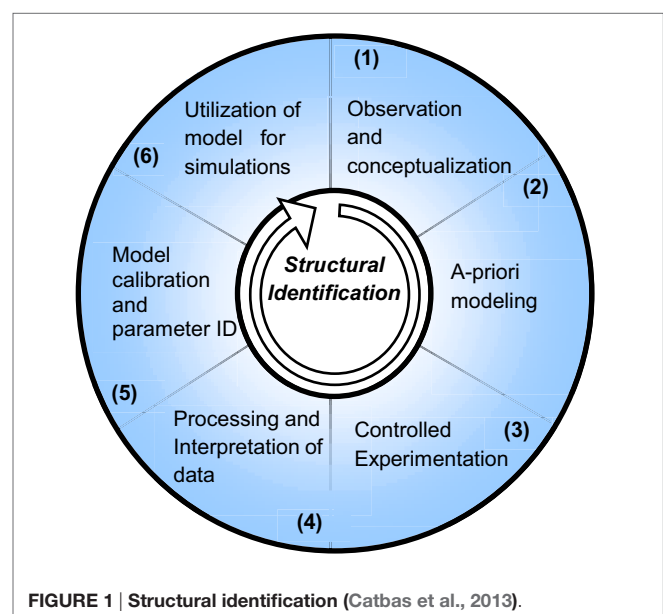 (1)
Observation
and
conceptualization
(2)
A-priori
modeling
(3)
Controlled
Experimentation
(4)
Processing and
Interpretation of
data
(5)
Model
calibration
and
parameter ID
(6)
Utilization of
model for
simulations
Structural
Identification
FIGURE 1 | Structural identification (Catbas et al., 2013).